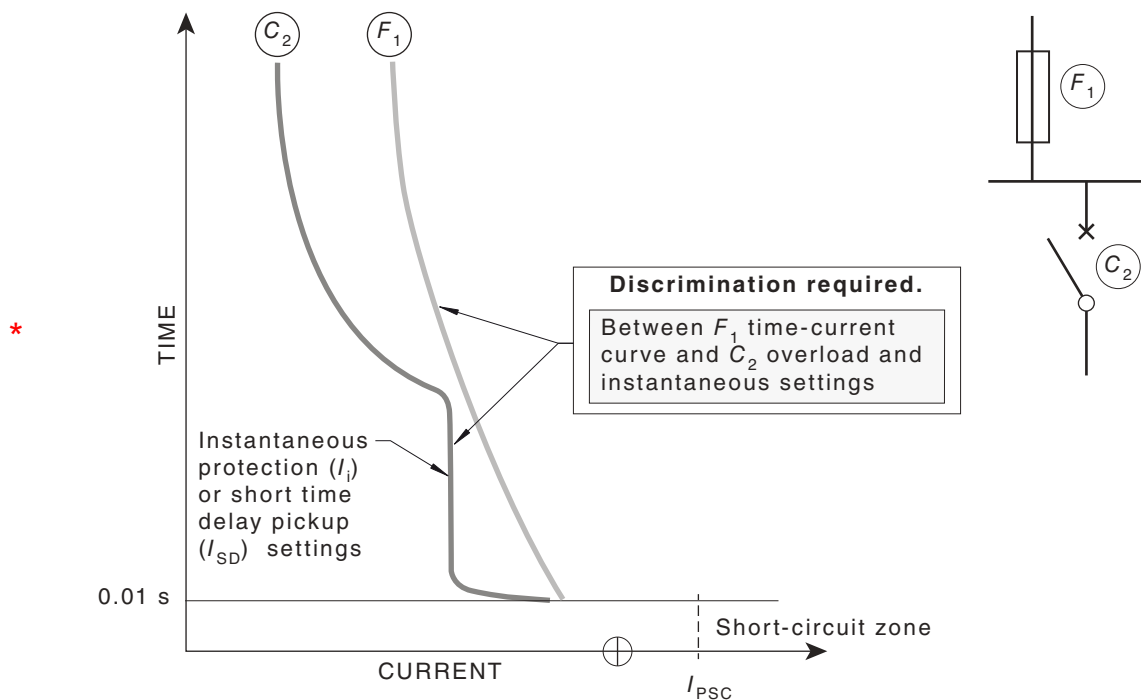 C2
F1
F1
C2
TIME
*
Discrimination required.
Between F1 time-current
curve and C2 overload and
instantaneous settings
Instantaneous
protection (Ii)
or short time
delay pickup
(ISD) settings
0.01 s
Short-circuit zone
CURRENT
IPSC